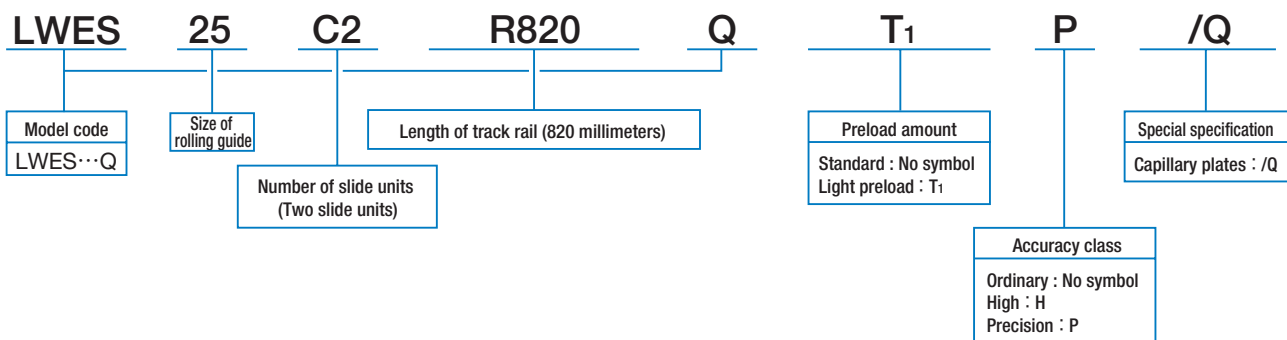 LWES 25 C2 R820 Q T1 P /Q
Model code
LWES…Q
Size of
rolling guide
Number of slide units
(Two slide units)
Length of track rail (820 millimeters)
Preload amount
Standard : No symbol
Light preload : T1
Accuracy class
Ordinary : No symbol
High : H
Precision : P
Special specification
Capillary plates : /Q